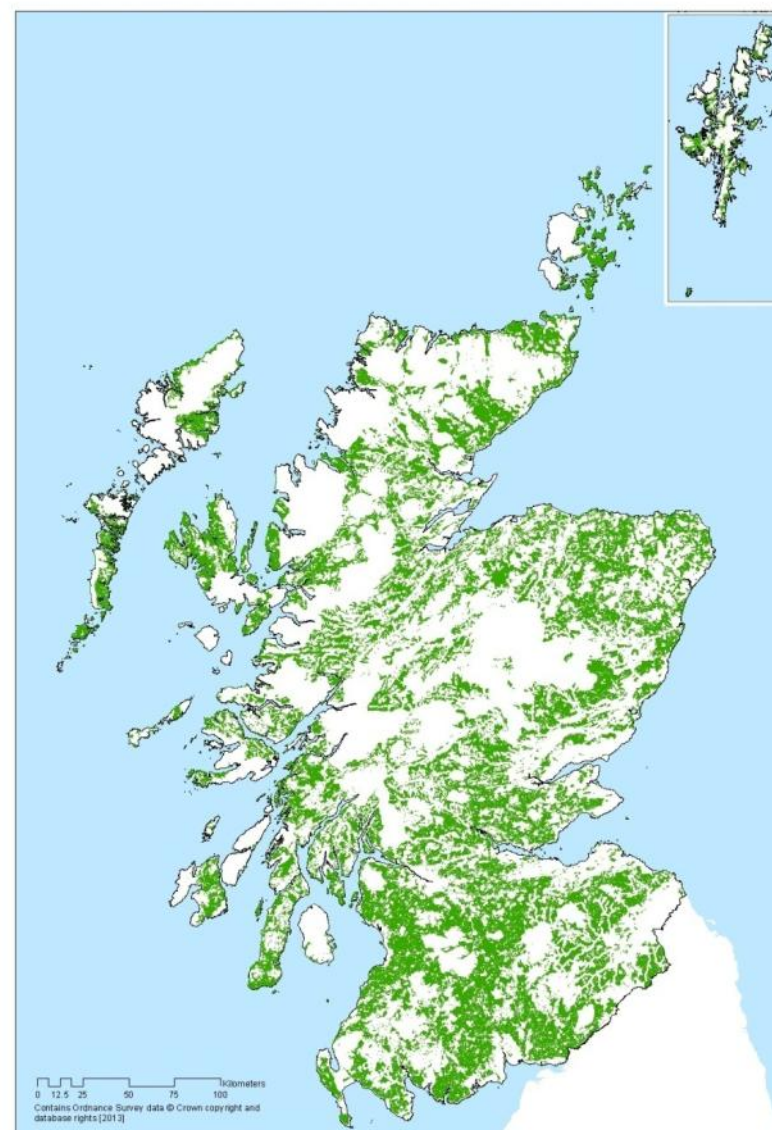 Kilometers
0 12.5 25 50 75 100
Contains Ordnance Survey data © Crown copyright and
database rights [2013]